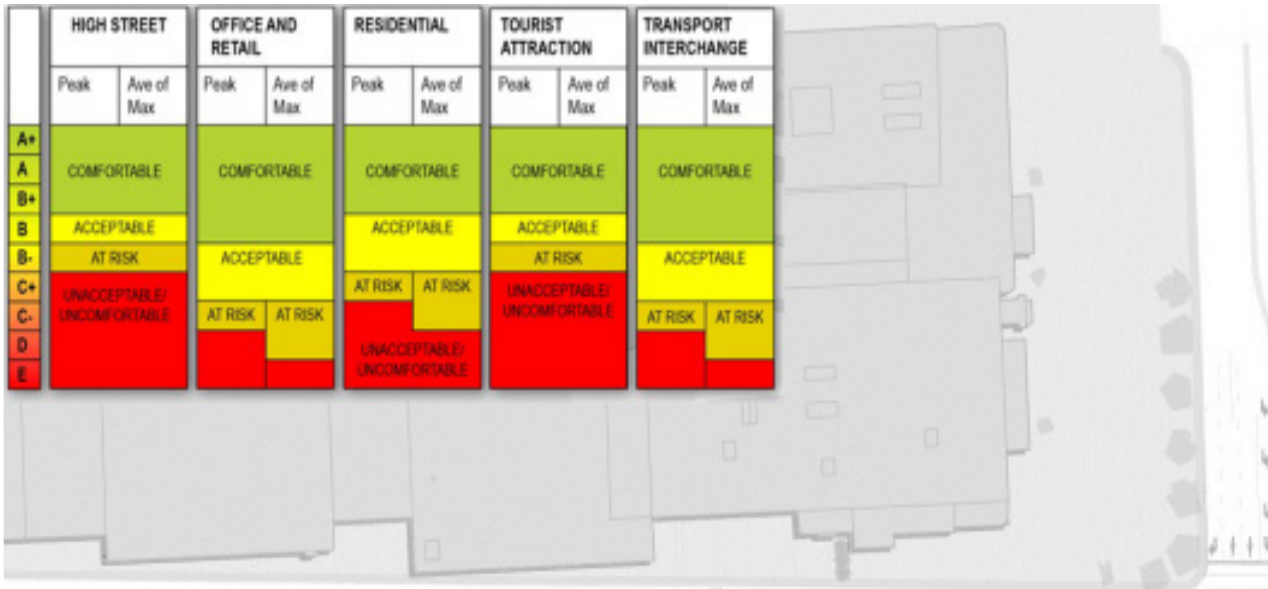 HIGH STREET
OFFICE AND
RETAIL
RESIDENTIAL
TOURIST
ATTRACTION
TRANSPORT
INTERCHANGE
Peak
Ave of
Max
Peak
Ave of
Max
Peak
Ave of
Max
Peak
Ave of
Max
Peak
Ave of
Max
A+
A
B+
B
B-
C+
C-
D
E
COMFORTABLE
ACCEPTABLE
AT RISK
UNACCEPTABLE/
UNCOMFORTABLE
COMFORTABLE
ACCEPTABLE
AT RISK
AT RISK
COMFORTABLE
ACCEPTABLE
AT RISK
AT RISK
UNACCEPTABLE/
UNCOMFORTABLE
COMFORTABLE
ACCEPTABLE
AT RISK
UNACCEPTABLE/
UNCOMFORTABLE
COMFORTABLE
ACCEPTABLE
AT RISK
AT RISK